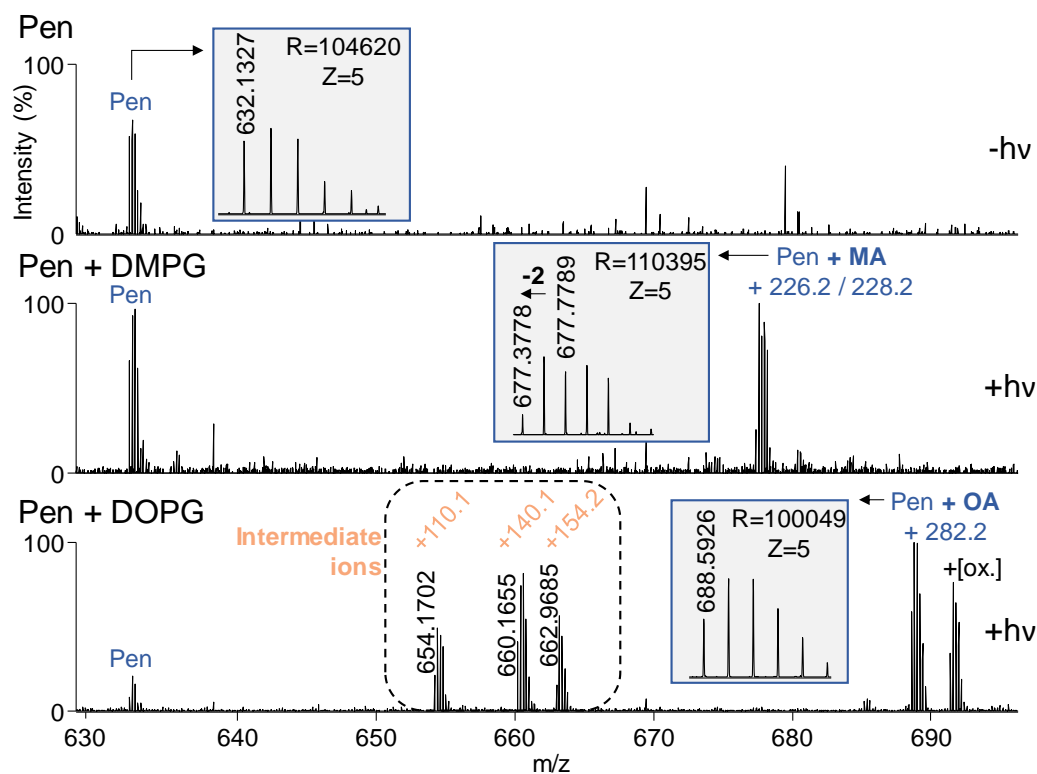 Pen
100
Pen
632.1327
R=104620
Z=5
-hν
Intensity (%)
0
Pen + DMPG
Pen
100
-2
677.3778
677.7789
R=110395
Z=5
Pen + MA
+ 226.2 / 228.2
+hν
0
Pen + DOPG
100
Intermediate
ions
+110.1
+140.1
+154.2
654.1702
660.1655
662.9685
Pen
688.5926
R=100049
Z=5
Pen + OA
+ 282.2
+[ox.]
+hν
0
630
640
650
660
670
680
690
m/z